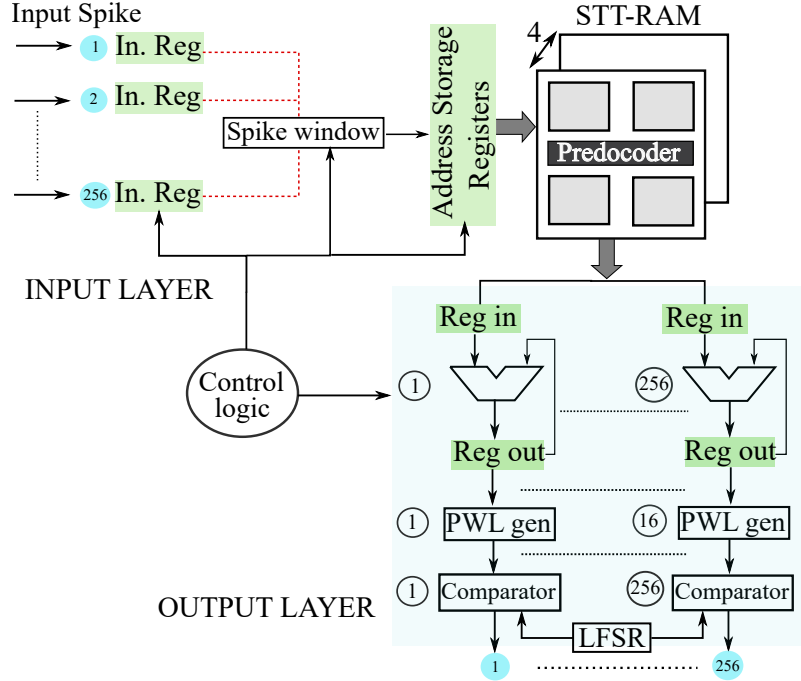 Input Spike
STT-RAM
4
1 In. Reg
2 In. Reg
Spike window
Address Storage
Registers
Predocoder
256 In. Reg
INPUT LAYER
Control
logic
Reg in
Reg in
1
256
Reg out
Reg out
1 PWL gen
16 PWL gen
1 Comparator
256 Comparator
OUTPUT LAYER
LFSR
1
256